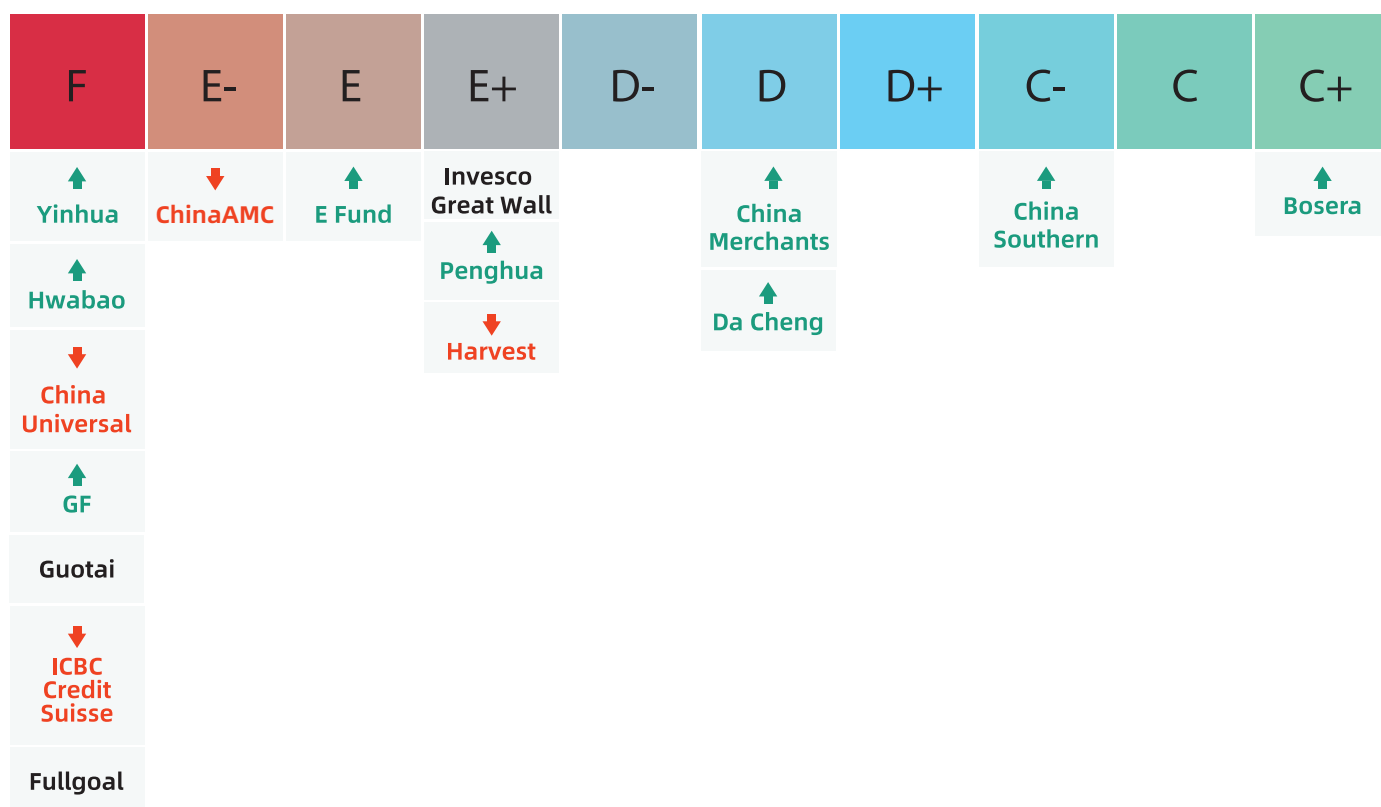 F
E-
E
E+
D-
D
D+
C-
C
C+
Yinhua
Hwabao
China
Universal
GF
Guotai
ICBC
Credit
Suisse
Fullgoal
ChinaAMC
E Fund
Invesco
Great Wall
Penghua
Harvest
China
Merchants
Da Cheng
China
Southern
Bosera